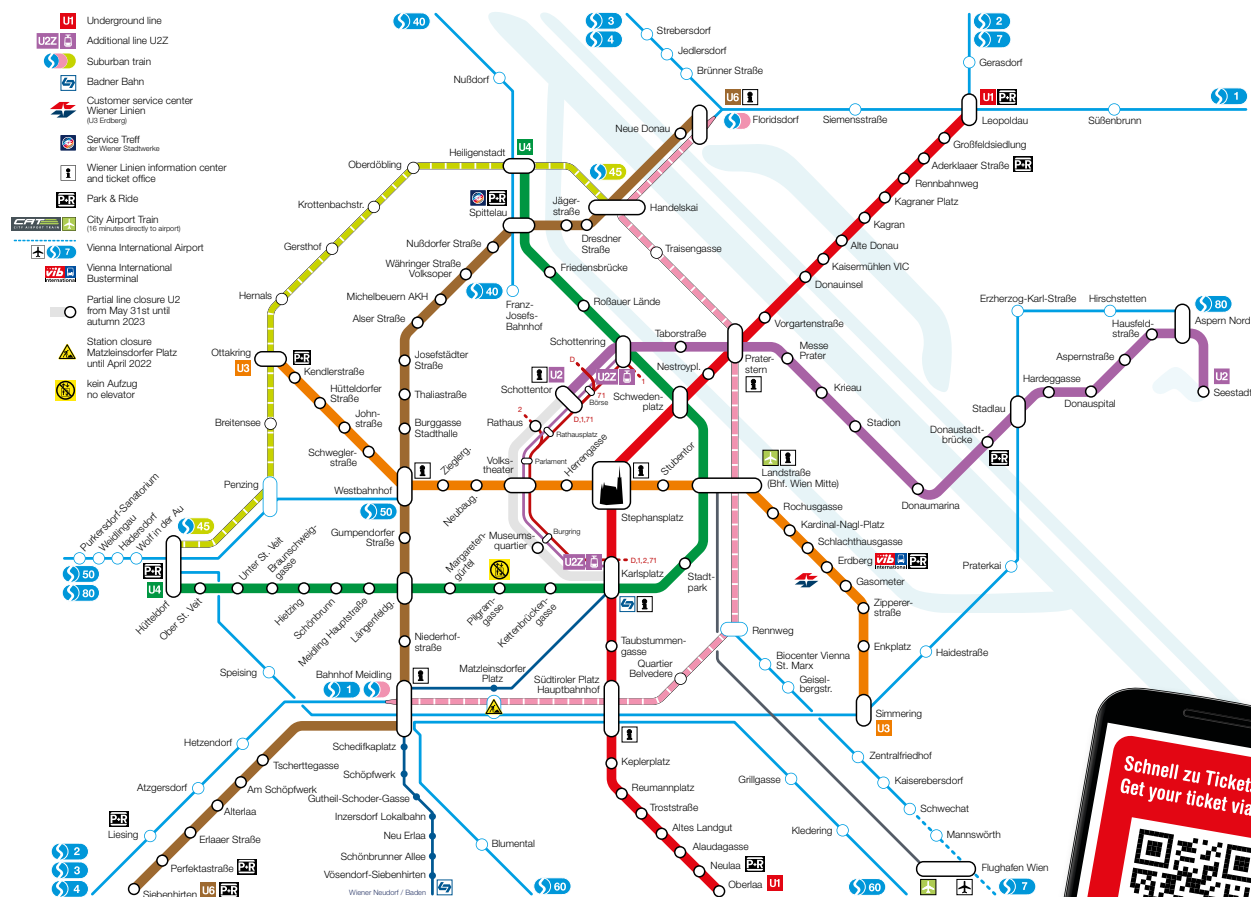 U1 Underground line
U2Z Additional line U2Z
Suburban train
Badner Bahn
Customer service center
Wiener Linien
(U3 Erdberg)
Service Treff
der Wiener Stadtwerke
Wiener Linien information center
and ticket office
P+R Park & Ride
CAT
CITY AIRPORT TRAIN
City Airport Train
(16 minutes directly to airport)
7 Vienna International Airport
vib
international
Vienna International
Busterminal
Partial line closure U2
from May 31st until
autumn 2023
Station closure
Matzleinsdorfer Platz
until April 2022
kein Aufzug
no elevator
40
3
4
Strebersdorf
Jedlersdorf
Brünner Straße
2
7
Gerasdorf
1
Nußdorf
U6
Floridsdorf
Siemensstraße
U1 P+R
Leopoldau
Süßenbrunn
Neue Donau
Großfeldsiedlung
Aderklaaer Straße P+R
Rennbahnweg
Kagraner Platz
Kagran
Alte Donau
Kaisermühlen VIC
Donauinsel
Vorgartenstraße
U4
Heiligenstadt
Oberdöbling
45
Krottenbachstr.
Gersthof
Hernals
P+R
Spittelau
Jäger-
straße
Handelskai
Dresdner
Straße
Traisengasse
Nußdorfer Straße
Währinger Straße
Volksoper
Michelbeuern AKH
Alser Straße
40
Franz-
Josefs-
Bahnhof
Friedensbrücke
Roßauer Lände
Erzherzog-Karl-Straße
Hirschstetten
80
Aspern Nord
Hausfeld-
straße
Aspernstraße
Hardeggasse
Donauspital
U2
Seestadt
Stadlau
Donaustadt-
brücke
P+R
Ottakring
U3
P+R
Kendlerstraße
Hütteldorfer
Straße
John-
straße
Schwegler-
straße
Josefstädter
Straße
Thaliastraße
Burggasse
Stadthalle
Schottenring
Taborstraße
Prater-
stern
Messe
Prater
Nestroypl.
Krieau
Stadion
Donaumarina
D
U2
U2Z
1
Schottentor
71
Börse
D,1,71
Schweden-
platz
2
Rathaus
Rathausplatz
Parlament
Volks-
theater
Herrengasse
Stubentor
Landstraße
(Bhf. Wien Mitte)
Breitensee
Penzing
Westbahnhof
50
Zieglerg.
Neubaug.
Stephansplatz
Rochusgasse
Kardinal-Nagl-Platz
Schlachthausgasse
Erdberg vib international P+R
Gasometer
Zipperer-
straße
Enkplatz
Simmering
U3
Praterkai
Haidestraße
Purkersdorf-Sanatorium
Weidlingau
Hadersdorf
Wolf in der Au
45
50
80
P+R
U4
Hütteldorf
Ober St. Veit
Unter St. Veit
Braunschweig-
gasse
Hietzing
Schönbrunn
Meidling Hauptstraße
Längenfeldg.
Gumpendorfer
Straße
Margareten-
gürtel
Pilgram-
gasse
Kettenbrücken-
gasse
Museums-
quartier
Burgring
U2Z
D,1,2,71
Karlsplatz
Stadt-
park
Niederhof-
straße
Taubstummen-
gasse
Quartier
Belvedere
Rennweg
Biocenter Vienna
St. Marx
Geisel-
bergstr.
Speising
Bahnhof Meidling
1
Matzleinsdorfer
Platz
Südtiroler Platz
Hauptbahnhof
Keplerplatz
Reumannplatz
Troststraße
Altes Landgut
Alaudagasse
Neulaa P+R
Oberlaa U1
Hetzendorf
Atzgersdorf
P+R
Liesing
2
3
4
Tscherttegasse
Am Schöpfwerk
Alterlaa
Erlaaer Straße
Perfektastraße P+R
Siebenhirten U6 P+R
Schedifkaplatz
Schöpfwerk
Gutheil-Schoder-Gasse
Inzersdorf Lokalbahn
Neu Erlaa
Schönbrunner Allee
Vösendorf-Siebenhirten
Wiener Neudorf / Baden
Blumental
60
Grillgasse
Kledering
60
Zentralfriedhof
Kaiserebersdorf
Schwechat
Mannswörth
Flughafen Wien
7
Schnell zu Ticket
Get your ticket via